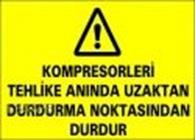 KOMPRESORLERİ
TEHLİKE ANINDA UZAKTAN
DURDURMA NOKTASINDAN
DURDUR